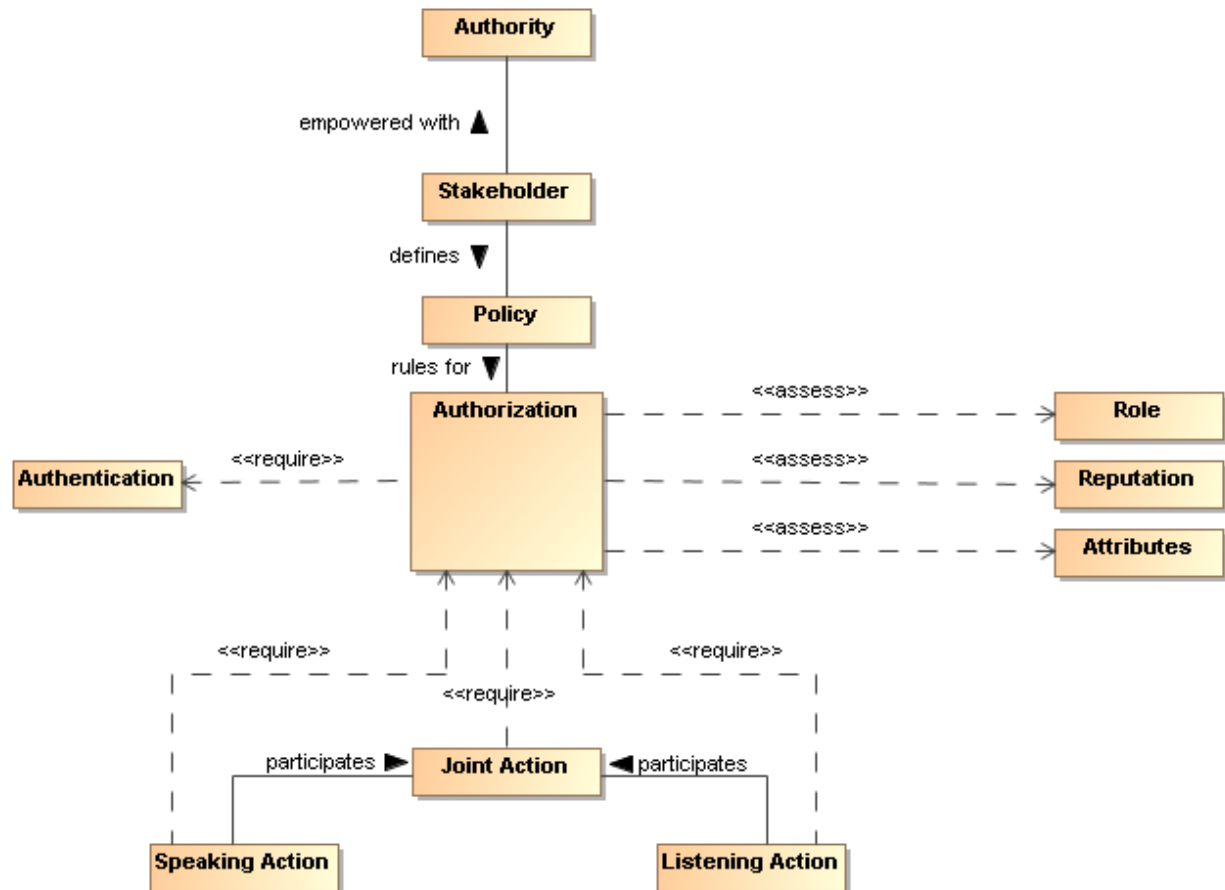 Authority
empowered with
Stakeholder
defines
Policy
rules for
Authorization
<<assess>>
Role
<<require>>
Authentication
<<assess>>
Reputation
<<assess>>
Attributes
<<require>>
<<require>>
<<require>>
participates
Joint Action
participates
Speaking Action
Listening Action